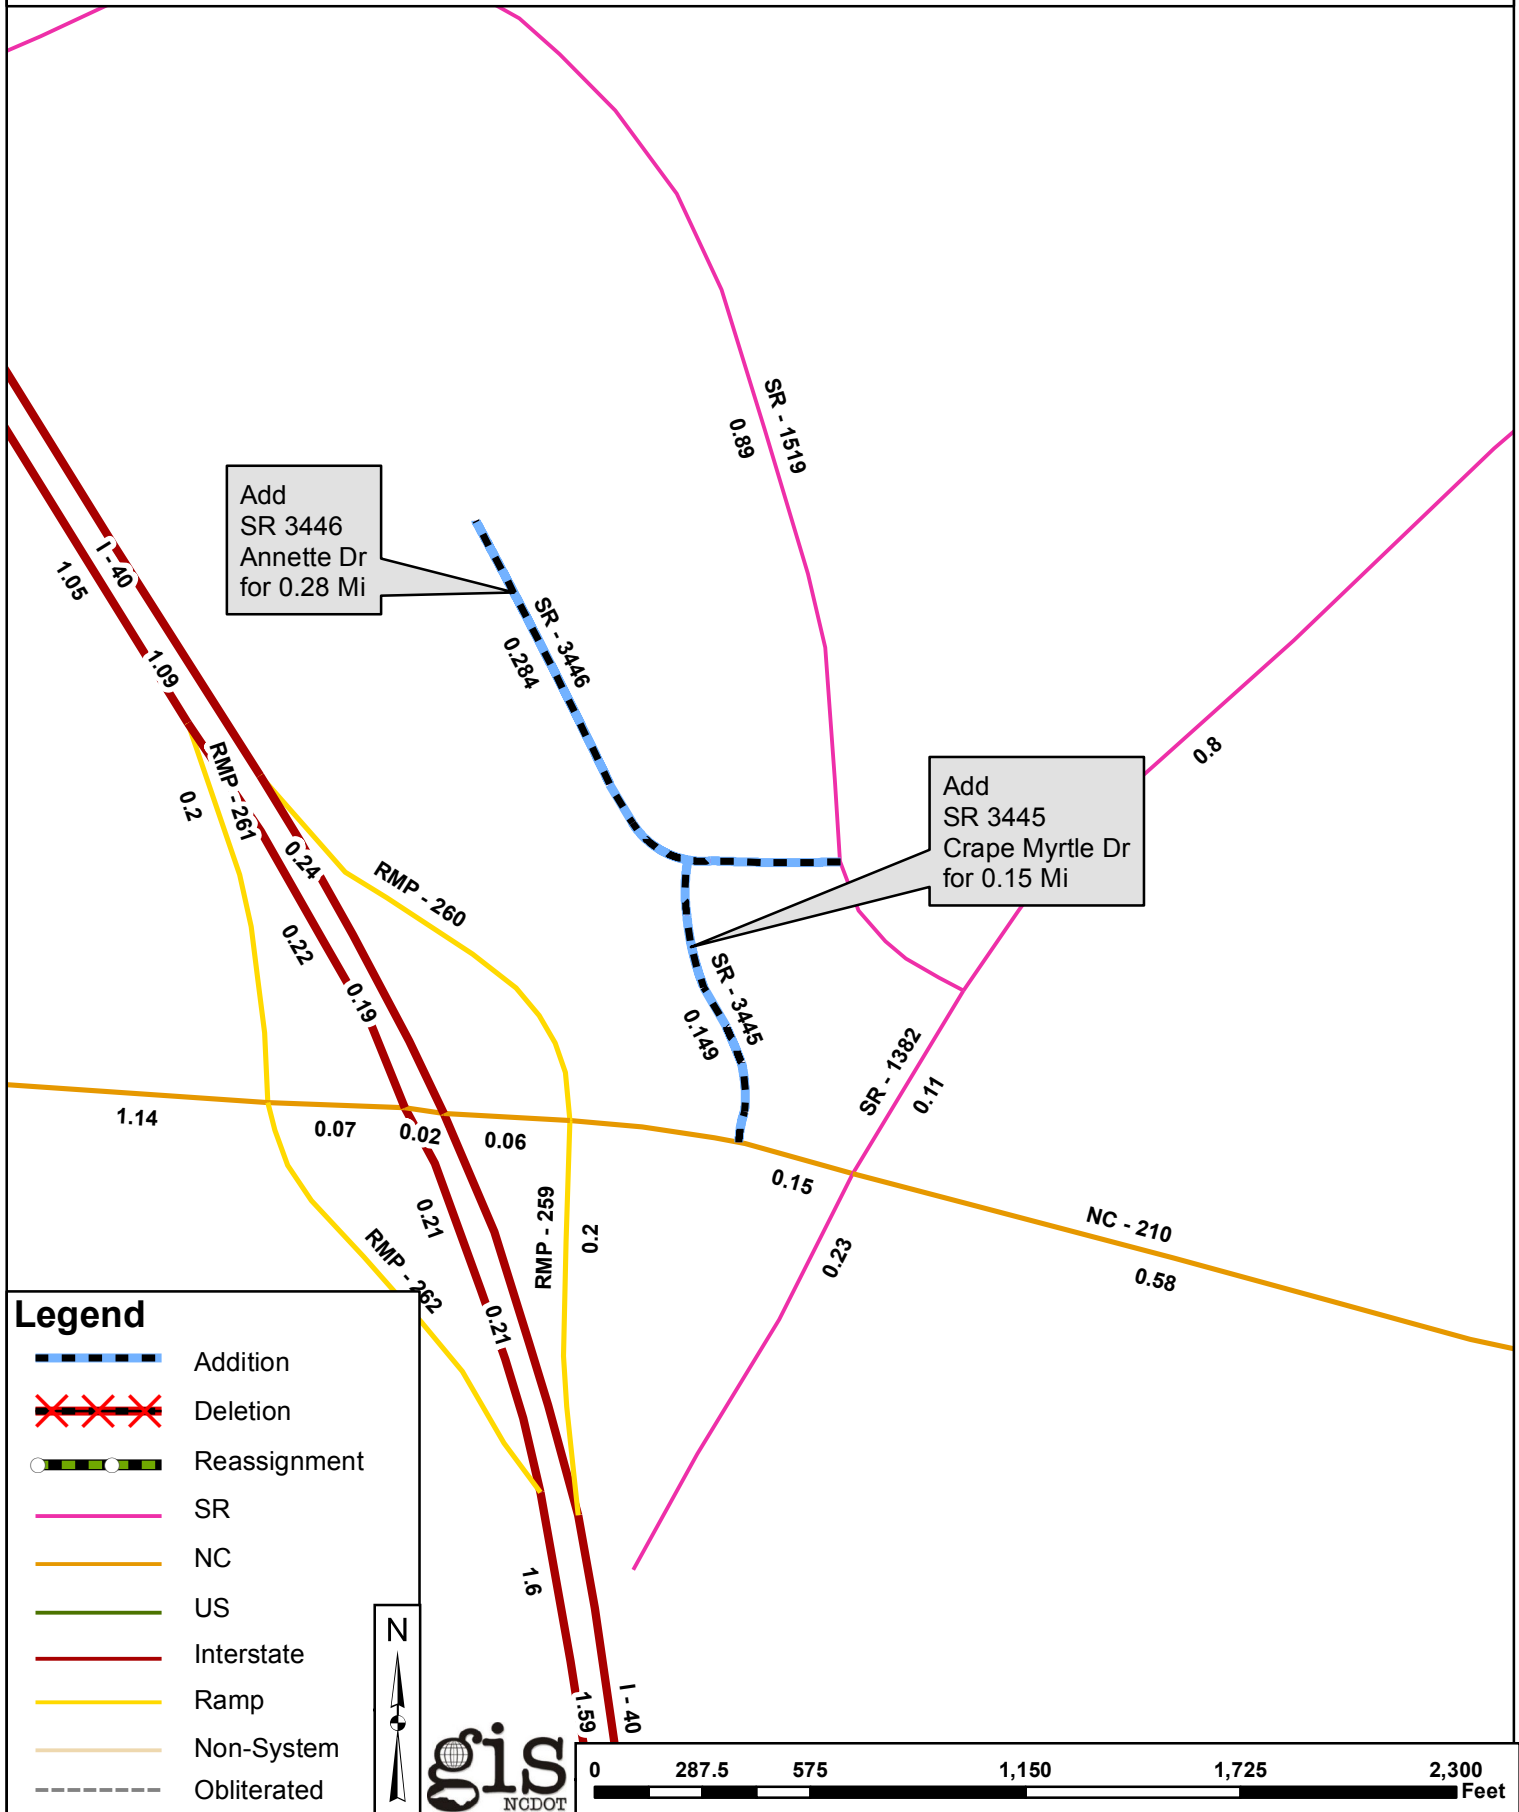 SR - 1519
0.89
Add
SR 3446
Annette Dr
for 0.28 Mi
I - 40
1.05
SR - 3446
0.284
1.09
0.8
RMP - 261
0.2
Add
SR 3445
Crape Myrtle Dr
for 0.15 Mi
0.24
RMP - 260
0.22
0.19
SR - 3445
0.149
SR - 1382
0.11
1.14
0.07
0.02
0.06
0.15
0.21
RMP - 259
0.2
NC - 210
0.58
0.23
RMP - 262
0.21
Legend
Addition
Deletion
Reassignment
SR
NC
US
Interstate
Ramp
Non-System
Obliterated
N
1.6
1.59
I - 40
gis
NCDOT
0 287.5 575 1,150 1,725 2,300
Feet